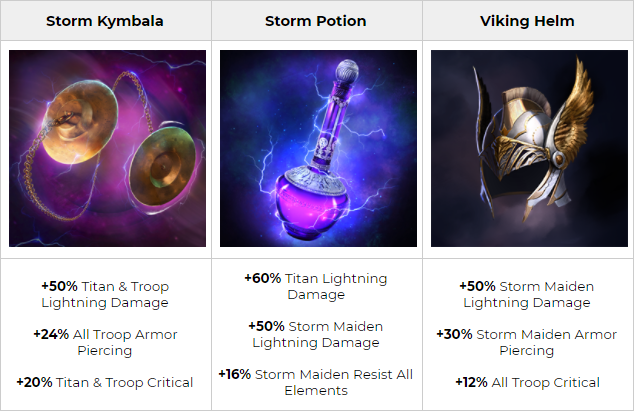 Storm Kymbala
Storm Potion
Viking Helm
+50% Titan & Troop
Lightning Damage
+24% All Troop Armor
Piercing
+20% Titan & Troop Critical
+60% Titan Lightning
Damage
+50% Storm Maiden
Lightning Damage
+16% Storm Maiden Resist All
Elements
+50% Storm Maiden
Lightning Damage
+30% Storm Maiden Armor
Piercing
+12% All Troop Critical